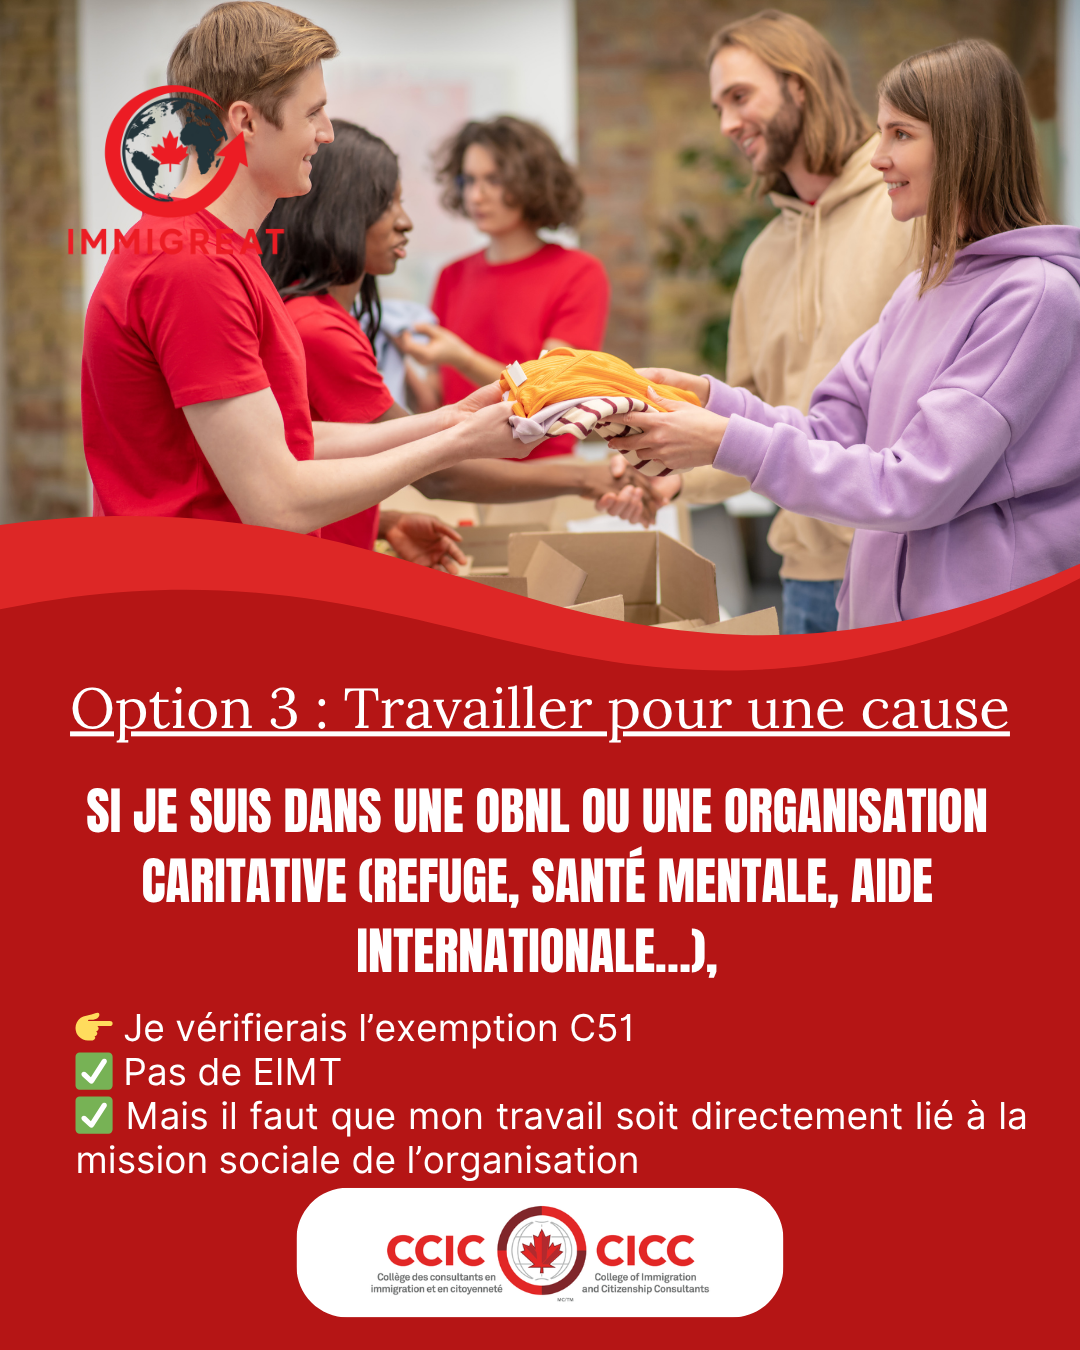 IMMIGREAT
Option 3 : Travailler pour une cause
SI JE SUIS DANS UNE OBNL OU UNE ORGANISATION
CARITATIVE (REFUGE, SANTÉ MENTALE, AIDE
INTERNATIONALE...),
👉 Je vérifierais l’exemption C51
✅ Pas de EIMT
✅ Mais il faut que mon travail soit directement lié à la
mission sociale de l’organisation
CCIC CICC
Collège des consultants en
immigration et en citoyenneté
College of Immigration
and Citizenship Consultants
MC/TM